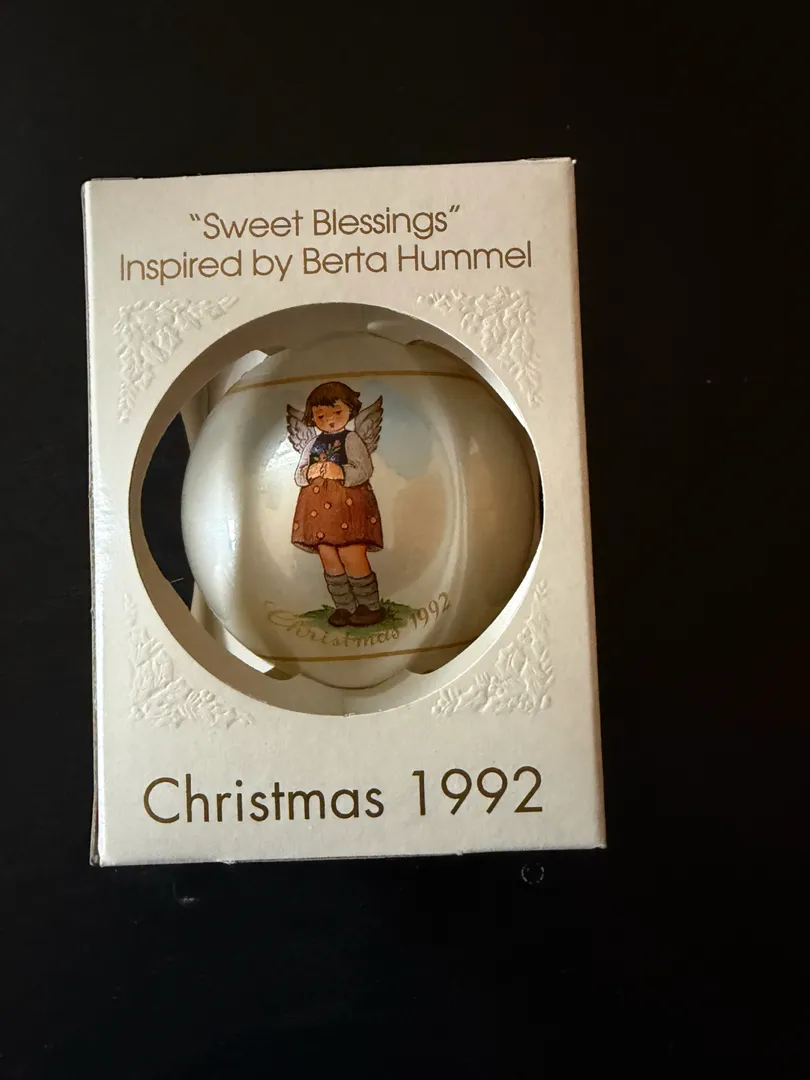 “Sweet Blessings”
Inspired by Berta Hummel
Christmas 1992
Christmas 1992